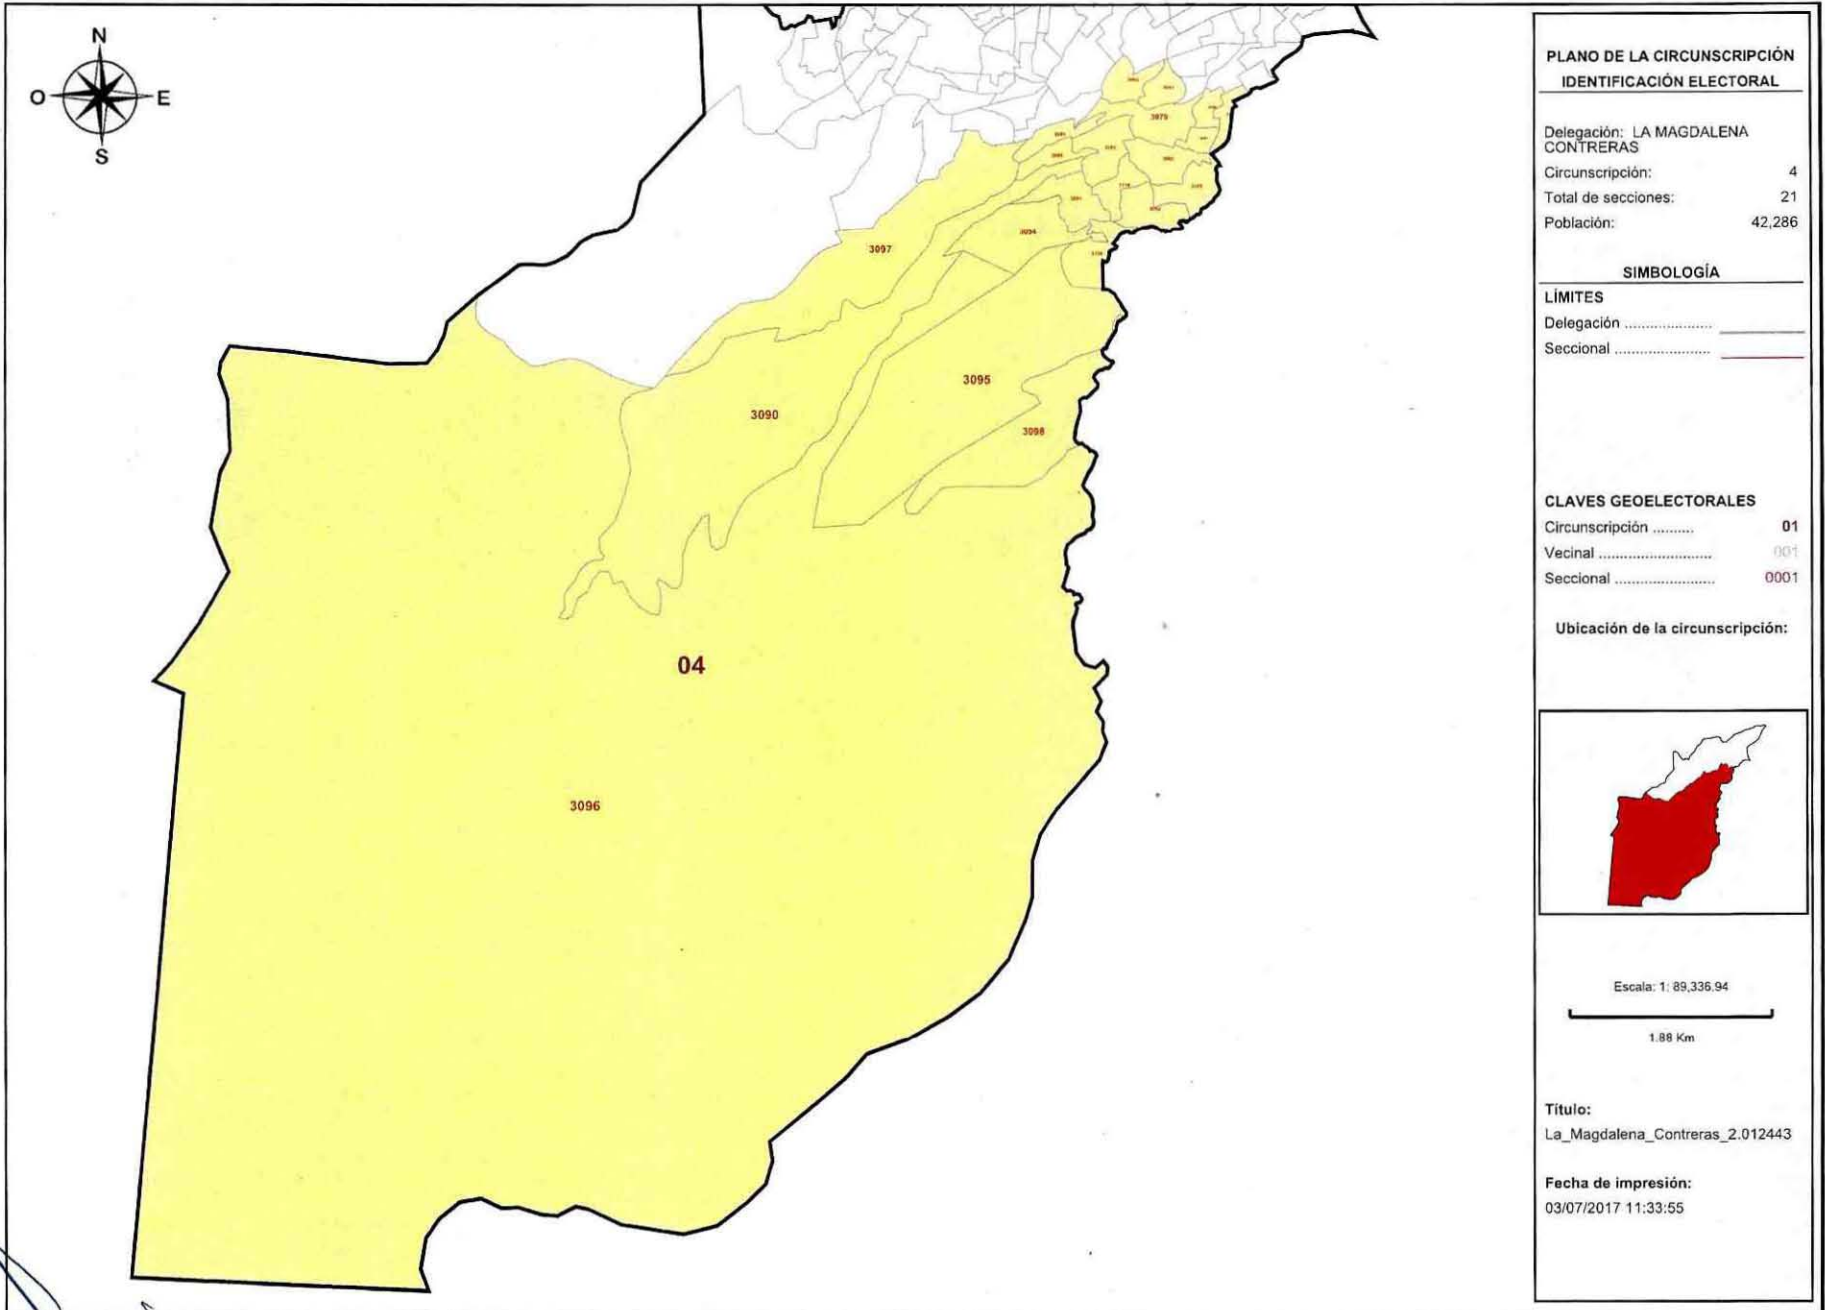 N
O
E
S
3079
3097
3094
3095
3090
3098
04
3096
PLANO DE LA CIRCUNSCRIPCIÓN
IDENTIFICACIÓN ELECTORAL
Delegación: LA MAGDALENA
CONTRERAS
Circunscripción: 4
Total de secciones: 21
Población: 42,286
SIMBOLOGÍA
LÍMITES
Delegación ......................
Seccional ........................
CLAVES GEOELECTORALES
Circunscripción .......... 01
Vecinal ............................ 001
Seccional ......................... 0001
Ubicación de la circunscripción:
Escala: 1: 89,336.94
1.88 Km
Título:
La_Magdalena_Contreras_2.012443
Fecha de impresión:
03/07/2017 11:33:55